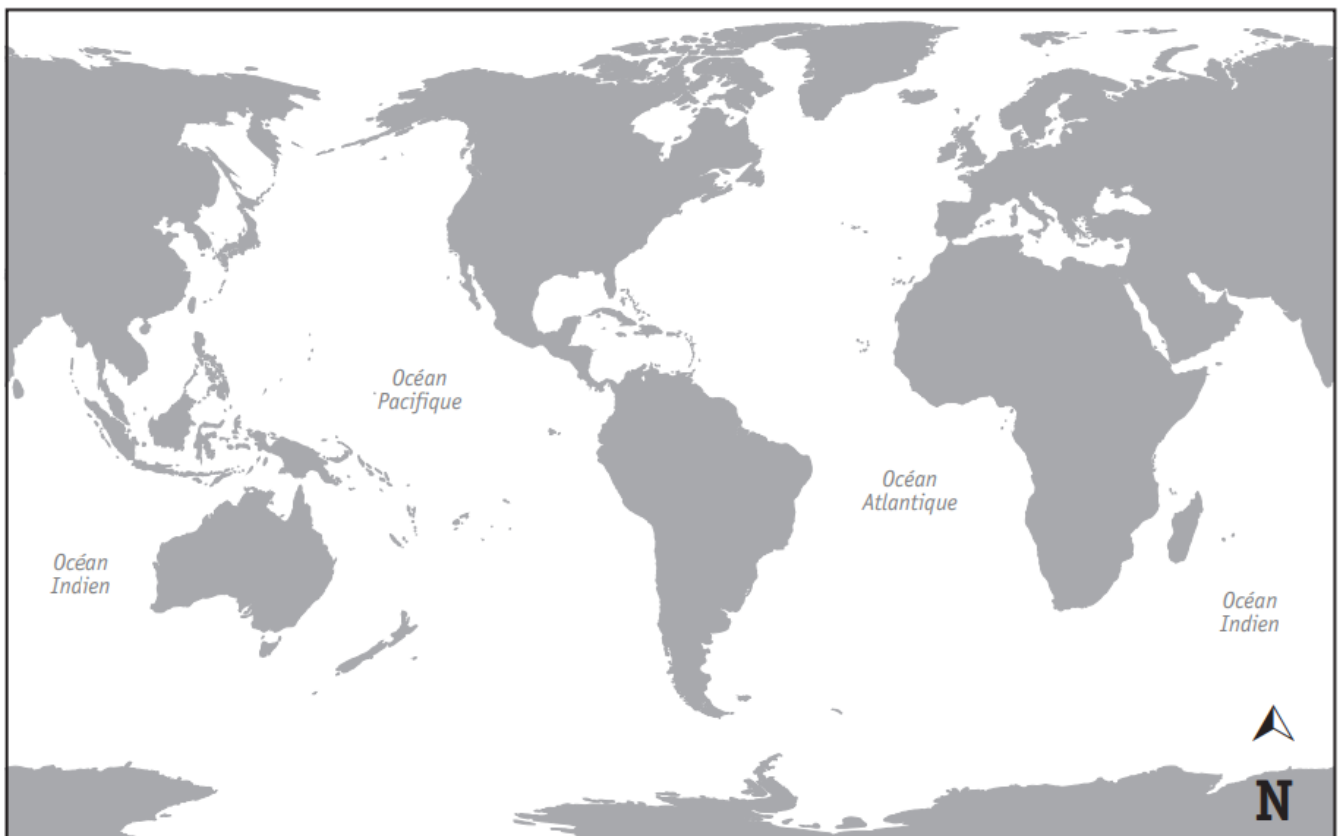 Océan
Pacifique
Océan
Atlantique
Océan
Indien
Océan
Indien
N